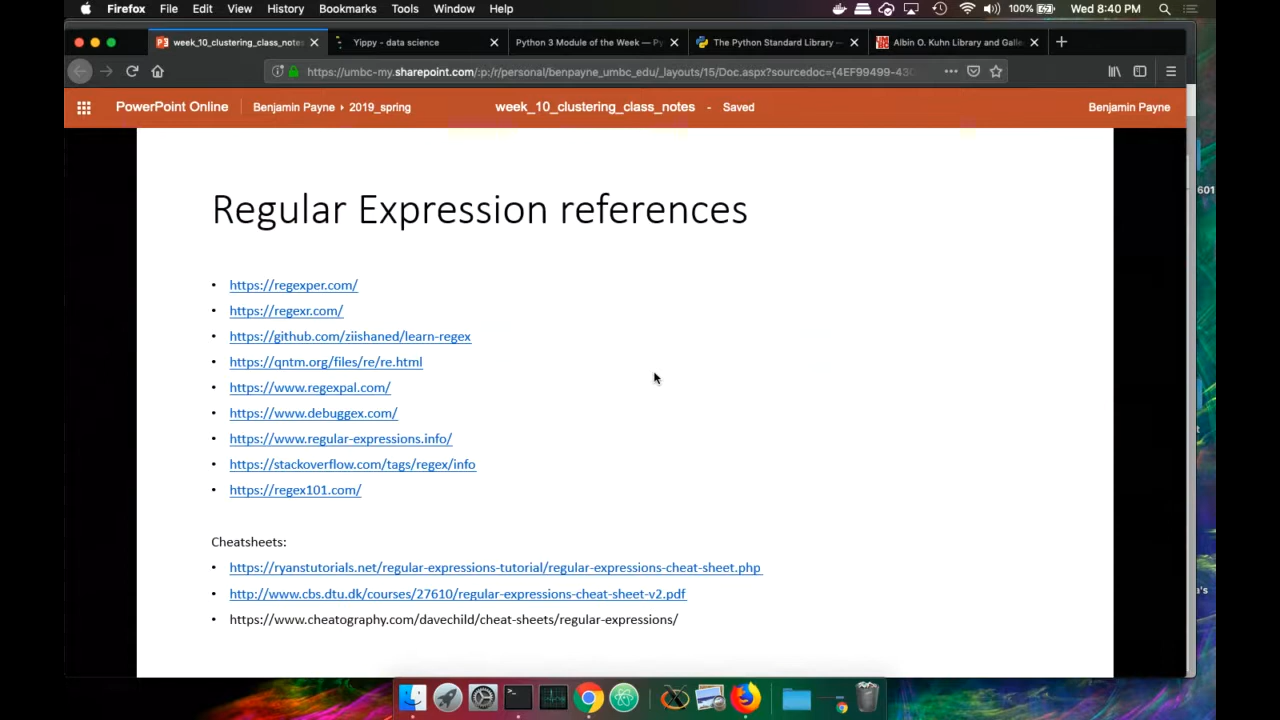 Firefox File Edit View History Bookmarks Tools Window Help 100% Wed 8:40 PM
week_10_clustering_class_notes Yippy - data science Python 3 Module of the Week — Py The Python Standard Library — Albin O. Kuhn Library and Galle
https://umbc-my.sharepoint.com/:p:/r/personal/benpayne_umbc_edu/_layouts/15/Doc.aspx?sourcedoc={4EF99499-430
PowerPoint Online Benjamin Payne 2019_spring week_10_clustering_class_notes - Saved Benjamin Payne
601
Regular Expression references
• https://regexper.com/
• https://regexr.com/
• https://github.com/ziishaned/learn-regex
• https://qntm.org/files/re/re.html
• https://www.regexpal.com/
• https://www.debuggex.com/
• https://www.regular-expressions.info/
• https://stackoverflow.com/tags/regex/info
• https://regex101.com/
Cheatsheets:
• https://ryanstutorials.net/regular-expressions-tutorial/regular-expressions-cheat-sheet.php
• http://www.cbs.dtu.dk/courses/27610/regular-expressions-cheat-sheet-v2.pdf
• https://www.cheatography.com/davechild/cheat-sheets/regular-expressions/